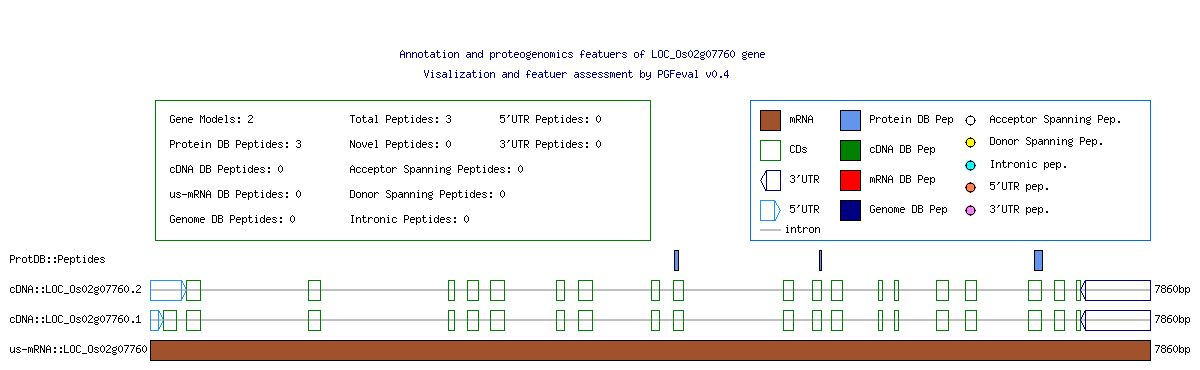 Annotation and proteogenomics featuers of LOC_Os02g07760 gene
Visalization and featuer assessment by PGFeval v0.4
Gene Models: 2 Total Peptides: 3 5'UTR Peptides: 0
Protein DB Peptides: 3 Novel Peptides: 0 3'UTR Peptides: 0
cDNA DB Peptides: 0 Acceptor Spanning Peptides: 0
us-mRNA DB Peptides: 0 Donor Spanning Peptides: 0
Genome DB Peptides: 0 Intronic Peptides: 0
mRNA Protein DB Pep Acceptor Spanning Pep.
CDs cDNA DB Pep Donor Spanning Pep.
3'UTR mRNA DB Pep Intronic pep.
5'UTR Genome DB Pep 5'UTR pep.
intron 3'UTR pep.
ProtDB::Peptides
cDNA::LOC_Os02g07760.2 7860bp
cDNA::LOC_Os02g07760.1 7860bp
us-mRNA::LOC_Os02g07760 7860bp